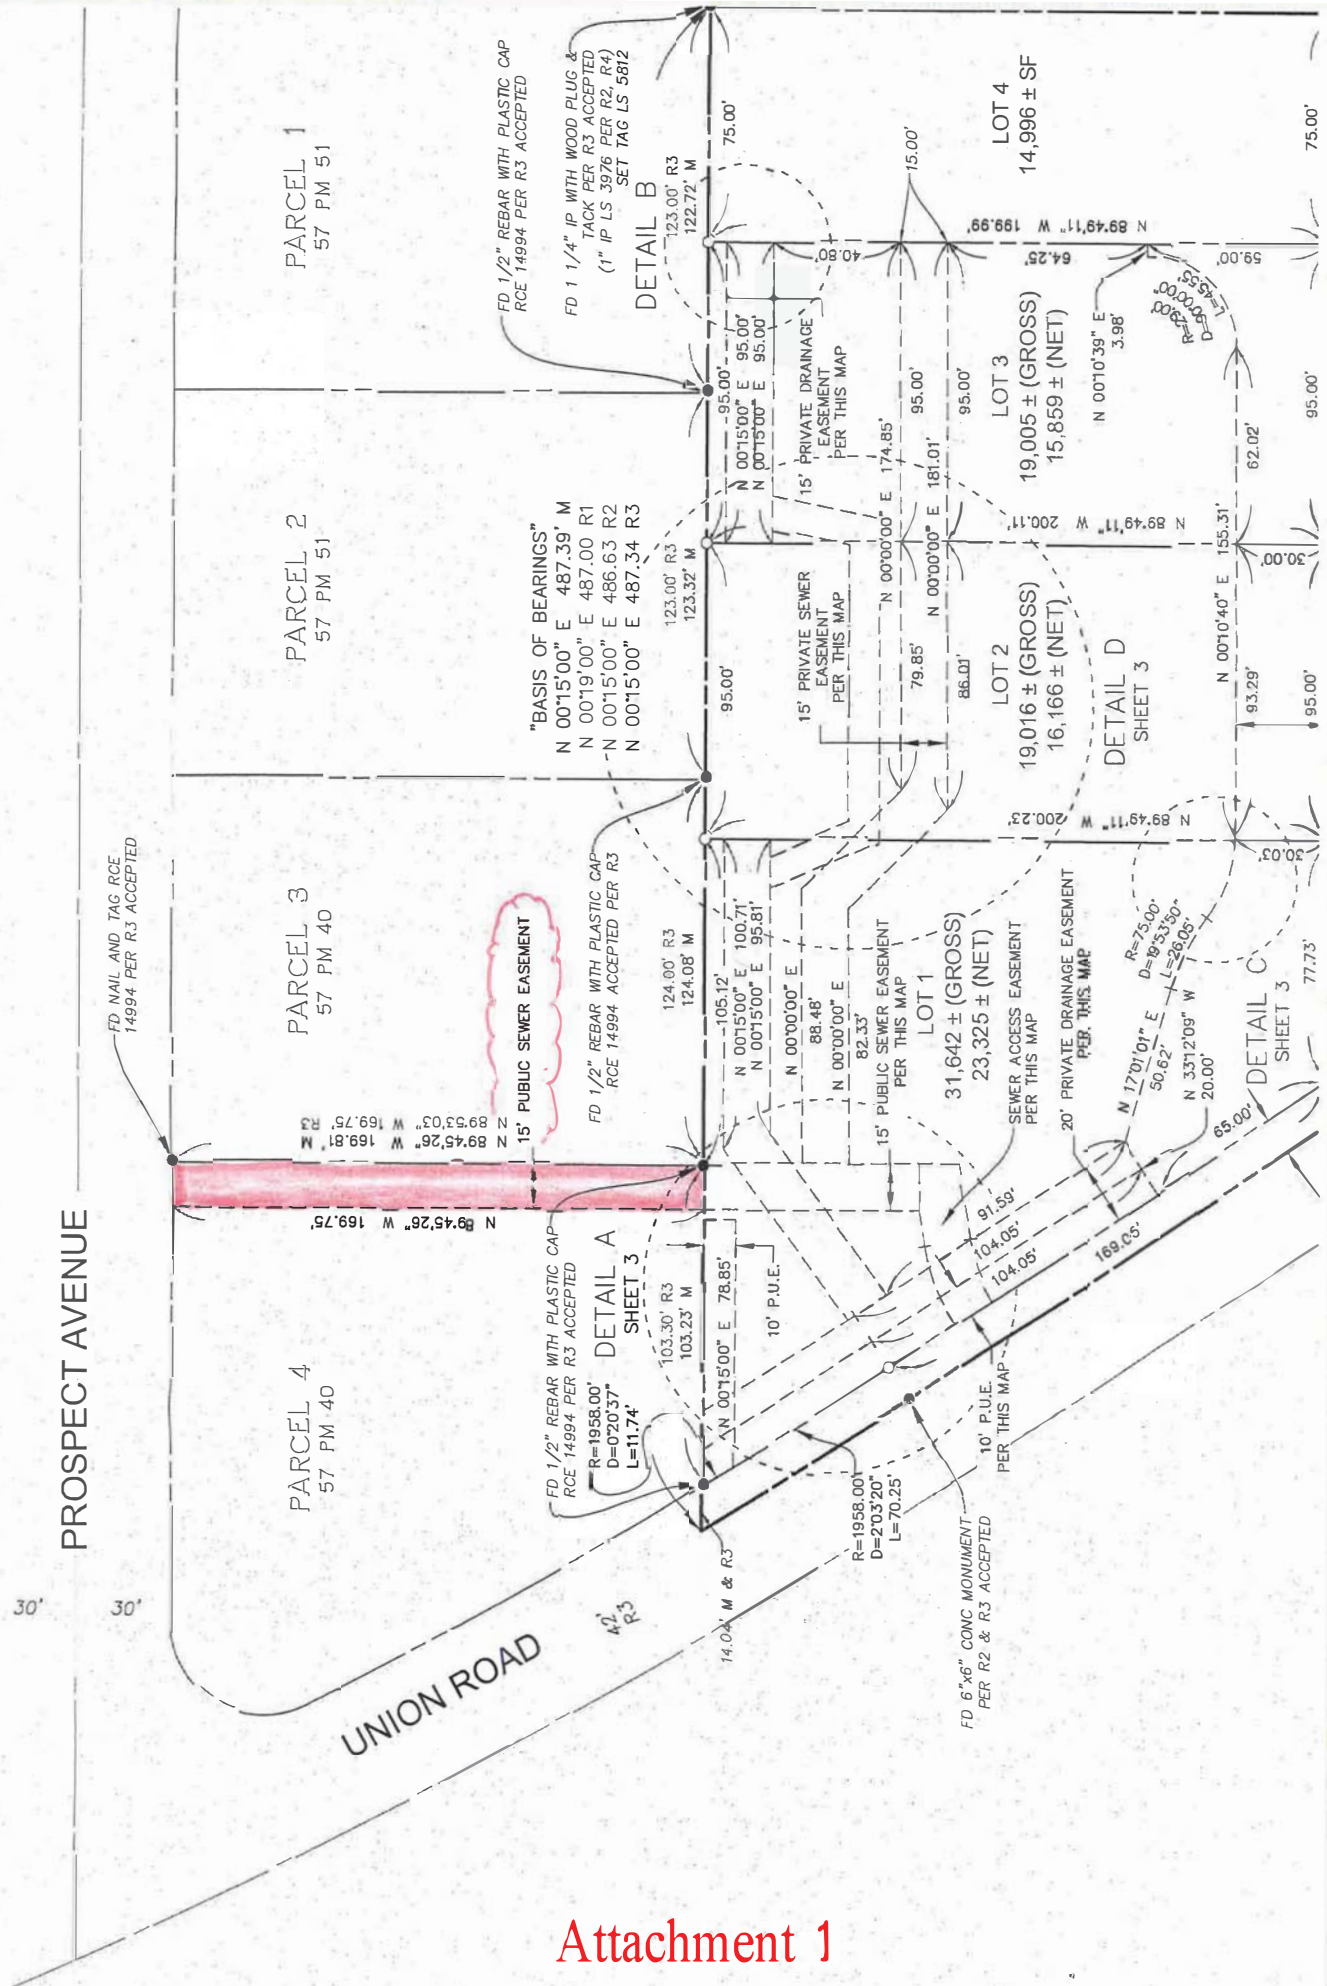 PROSPECT AVENUE
30'
30'
UNION ROAD
42'
R3
PARCEL 4
57 PM 40
PARCEL 3
57 PM 40
PARCEL 2
57 PM 51
PARCEL 1
57 PM 51
FD NAIL AND TAG RCE
14994 PER R3 ACCEPTED
N 89°45'26" W 169.81' M
N 89°53'03" W 169.75' R3
N 89°45'26" W 169.75'
15' PUBLIC SEWER EASEMENT
FD 1/2" REBAR WITH PLASTIC CAP
RCE 14994 PER R3 ACCEPTED
FD 1 1/4" IP WITH WOOD PLUG &
TACK PER R3 ACCEPTED
(1" IP LS 3976 PER R2, R4)
SET TAG LS 5812
DETAIL B
"BASIS OF BEARINGS"
N 00°15'00" E 487.39' M
N 00°19'00" E 487.00 R1
N 00°15'00" E 486.63 R2
N 00°15'00" E 487.34 R3
FD 1/2" REBAR WITH PLASTIC CAP
RCE 14994 ACCEPTED PER R3
FD 1/2" REBAR WITH PLASTIC CAP
RCE 14994 PER R3 ACCEPTED
DETAIL A
SHEET 3
R=1958.00'
D=0°20'37"
L=11.74'
103.30' R3
103.23' M
124.00' R3
124.08' M
123.00' R3
123.32' M
123.00' R3
122.72' M
N 00°15'00" E 78.85'
10' P.U.E.
105.12'
N 00°15'00" E 100.71'
N 00°15'00" E 95.81'
N 00°00'00" E
88.48'
N 00°00'00" E
82.33'
95.00'
95.00'
N 00°15'00" E 95.00'
N 00°15'00" E 95.00'
75.00'
15' PRIVATE SEWER
EASEMENT
PER THIS MAP
15' PRIVATE DRAINAGE
EASEMENT
PER THIS MAP
15' PUBLIC SEWER EASEMENT
PER THIS MAP
N 00°00'00" E 174.85'
79.85'
95.00'
N 00°00'00" E 181.01'
86.01'
95.00'
40.80'
15.00'
64.25'
N 89°49'11" W 199.99'
59.00'
LOT 1
31,642 ± (GROSS)
23,325 ± (NET)
LOT 2
19,016 ± (GROSS)
16,166 ± (NET)
LOT 3
19,005 ± (GROSS)
15,859 ± (NET)
LOT 4
14,996 ± SF
N 89°49'11" W 200.11'
N 89°49'11" W 200.23'
N 00°10'39" E
3.98'
R=29.00'
D=90°00'00"
L=45.55'
DETAIL D
SHEET 3
SEWER ACCESS EASEMENT
PER THIS MAP
20' PRIVATE DRAINAGE EASEMENT
PER THIS MAP
R=75.00'
D=19°53'50"
L=26.05'
N 17°01'01" E
50.62'
N 33°12'09" W
20.00'
DETAIL C
SHEET 3
N 00°10'40" E 155.31'
93.29'
62.02'
30.03'
30.00'
77.73'
95.00'
95.00'
75.00'
65.00'
91.59'
104.05'
104.05'
169.05'
14.04' M & R3
R=1958.00'
D=2°03'20"
L=70.25'
FD 6"x6" CONC MONUMENT
PER R2 & R3 ACCEPTED
10' P.U.E.
PER THIS MAP
Attachment 1